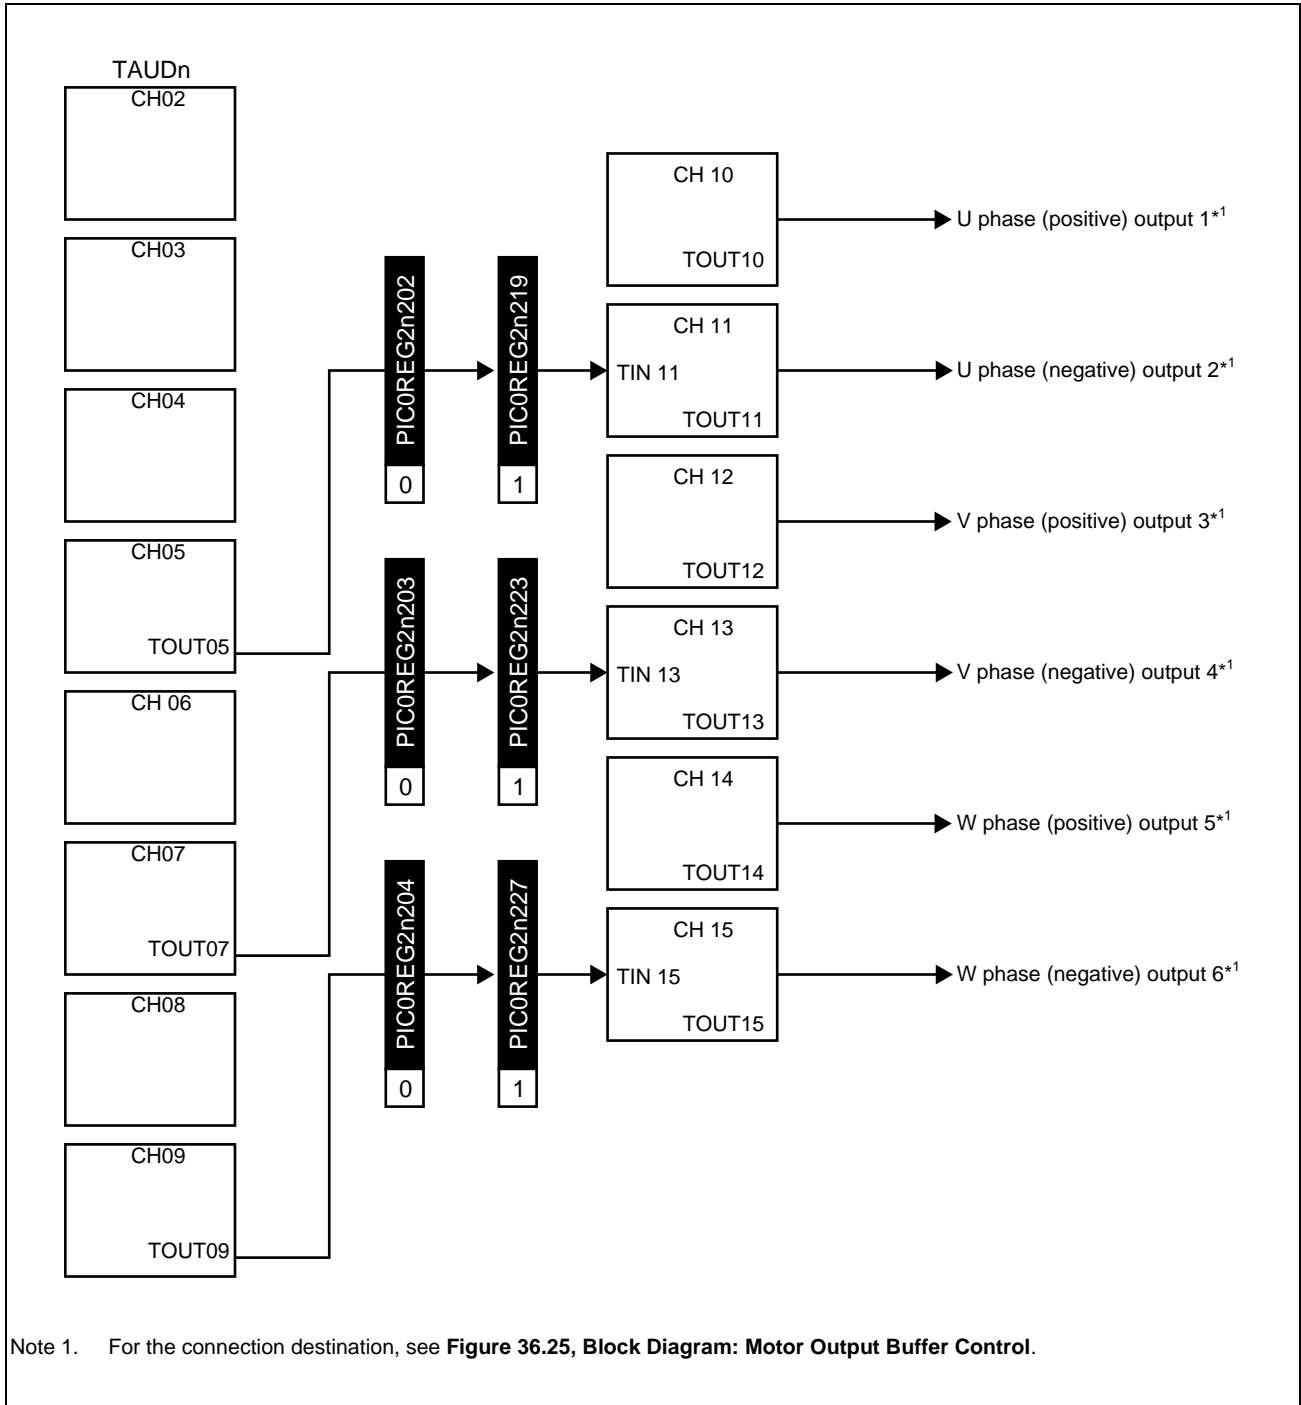 TAUDn
CH02
CH03
CH04
CH05
TOUT05
CH 06
CH07
TOUT07
CH08
CH09
TOUT09
PIC0REG2n202
0
PIC0REG2n219
1
PIC0REG2n203
0
PIC0REG2n223
1
PIC0REG2n204
0
PIC0REG2n227
1
CH 10
TOUT10
U phase (positive) output 1*1
CH 11
TIN 11
TOUT11
U phase (negative) output 2*1
CH 12
TOUT12
V phase (positive) output 3*1
CH 13
TIN 13
TOUT13
V phase (negative) output 4*1
CH 14
TOUT14
W phase (positive) output 5*1
CH 15
TIN 15
TOUT15
W phase (negative) output 6*1
Note 1. For the connection destination, see Figure 36.25, Block Diagram: Motor Output Buffer Control.